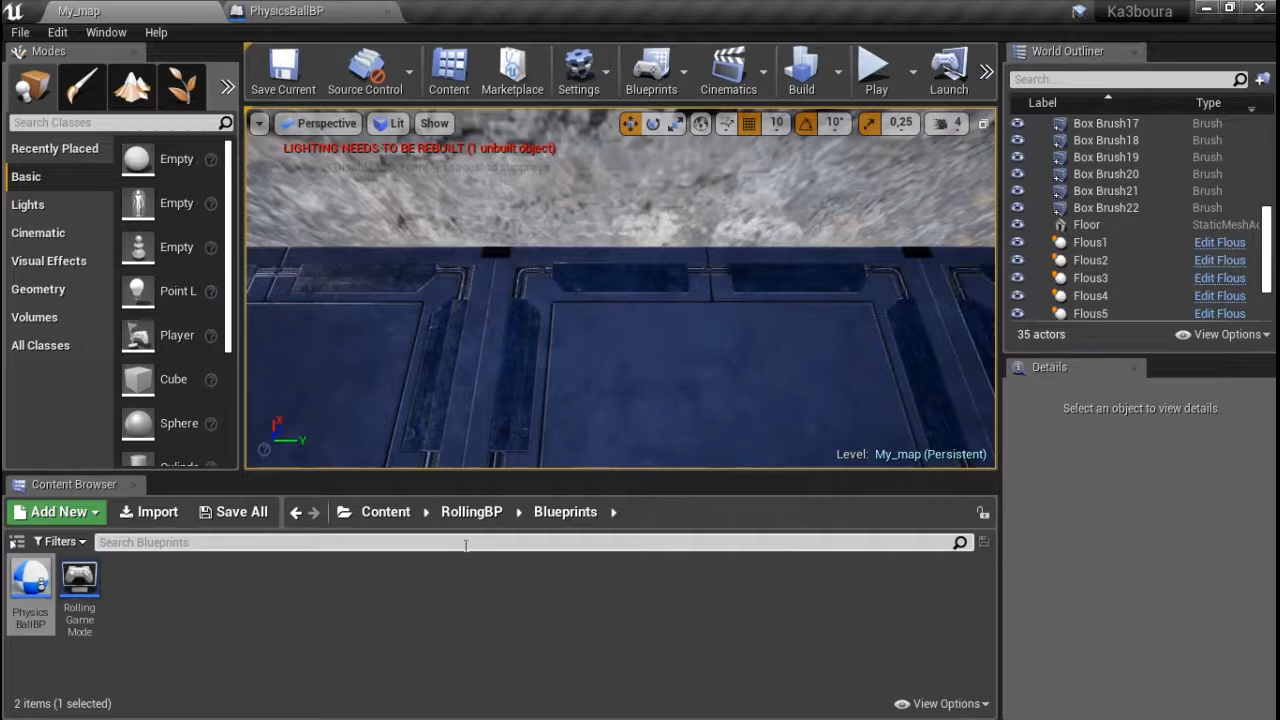 My_map
PhysicsBallBP
Ka3boura
File Edit Window Help
Modes
Search Classes
Recently Placed
Basic
Lights
Cinematic
Visual Effects
Geometry
Volumes
All Classes
Empty
Empty
Empty
Point L
Player
Cube
Sphere
Save Current
Source Control
Content
Marketplace
Settings
Blueprints
Cinematics
Build
Play
Launch
Perspective
Lit
Show
10
10°
0,25
4
LIGHTING NEEDS TO BE REBUILT (1 unbuilt object)
X
Y
Level: My_map (Persistent)
World Outliner
Search...
Label Type
Box Brush17 Brush
Box Brush18 Brush
Box Brush19 Brush
Box Brush20 Brush
Box Brush21 Brush
Box Brush22 Brush
Floor StaticMeshAc
Flous1 Edit Flous
Flous2 Edit Flous
Flous3 Edit Flous
Flous4 Edit Flous
Flous5 Edit Flous
35 actors
View Options
Details
Select an object to view details.
Content Browser
Add New
Import
Save All
Content
RollingBP
Blueprints
Filters
Search Blueprints
Physics
BallBP
Rolling
Game
Mode
2 items (1 selected)
View Options